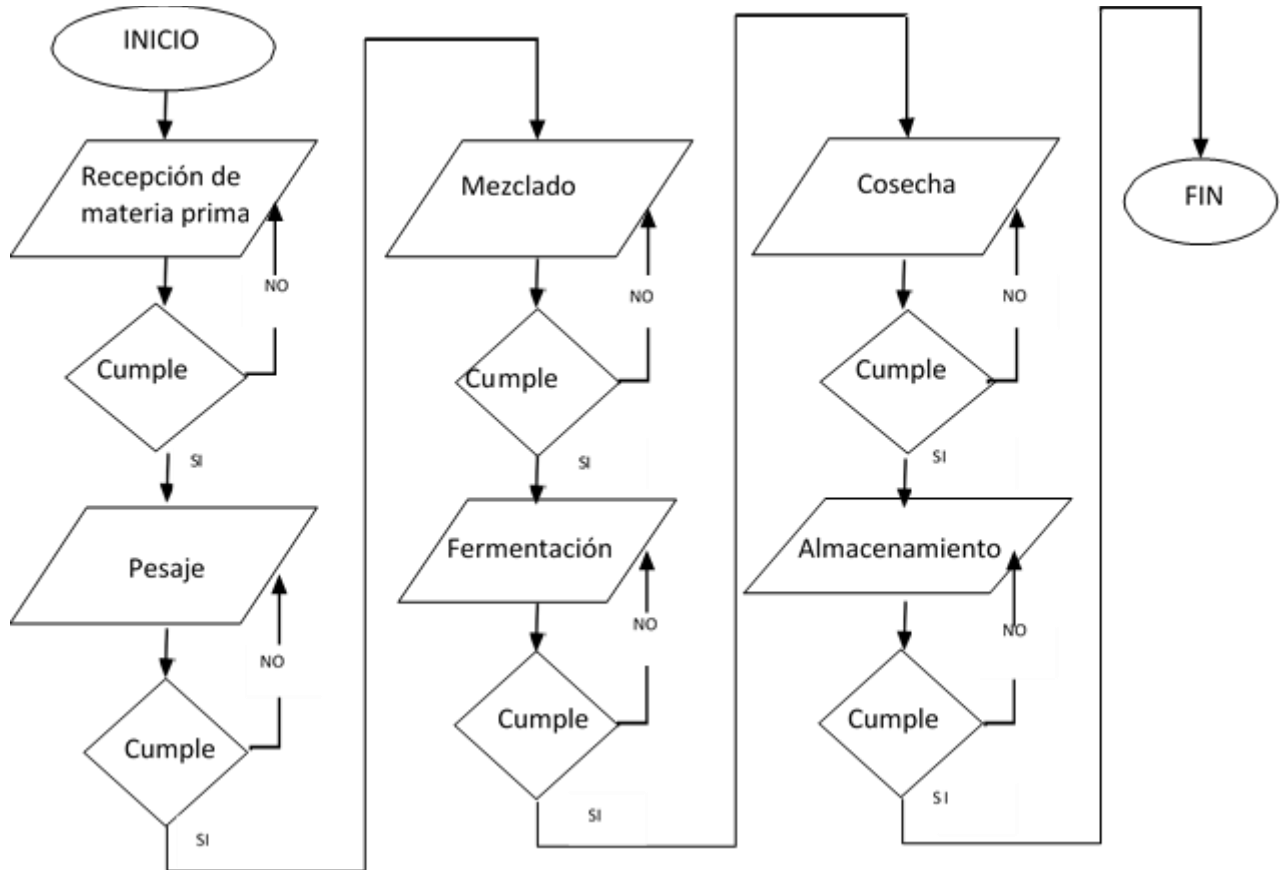 INICIO
Recepción de
materia prima
NO
Cumple
SI
Pesaje
NO
Cumple
SI
Mezclado
NO
Cumple
SI
Fermentación
NO
Cumple
SI
Cosecha
NO
Cumple
SI
Almacenamiento
NO
Cumple
SI
FIN